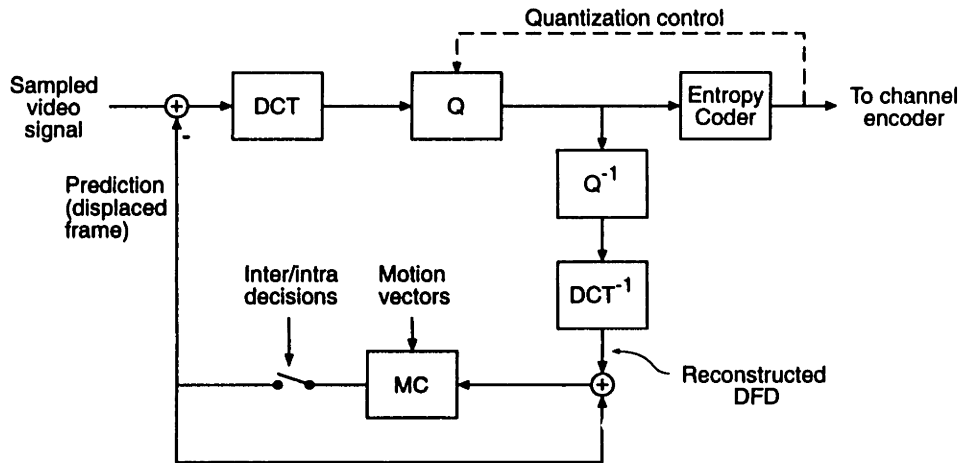 Quantization control
Sampled
video
signal
+
-
DCT
Q
Entropy
Coder
To channel
encoder
Q⁻¹
Prediction
(displaced
frame)
DCT⁻¹
Inter/intra
decisions
Motion
vectors
MC
+
Reconstructed
DFD